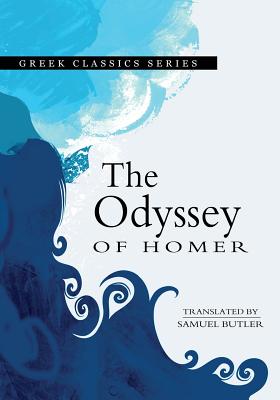 GREEK CLASSICS SERIES
The
Odyssey
OF HOMER
TRANSLATED BY
SAMUEL BUTLER